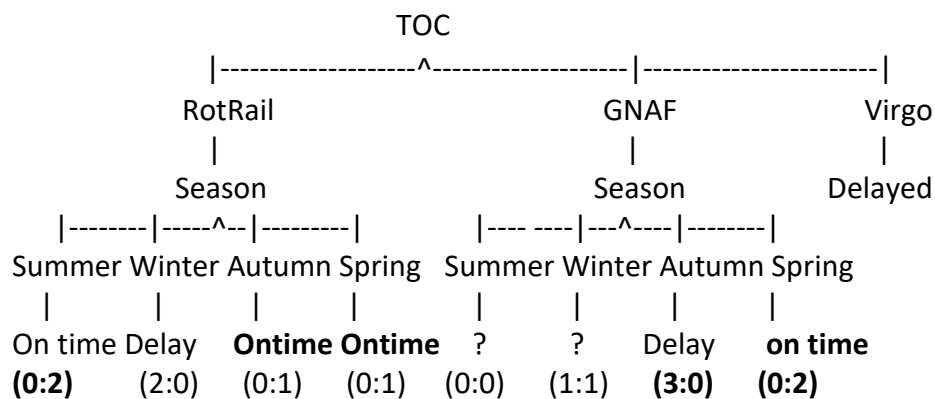 TOC
|---------------------^--------------------|------------------------|
RotRail GNAF Virgo
| | |
Season Season Delayed
|--------|-----^--|---------| |---- ----|---^----|--------|
Summer Winter Autumn Spring Summer Winter Autumn Spring
| | | | | | | |
On time Delay Ontime Ontime ? ? Delay on time
(0:2) (2:0) (0:1) (0:1) (0:0) (1:1) (3:0) (0:2)